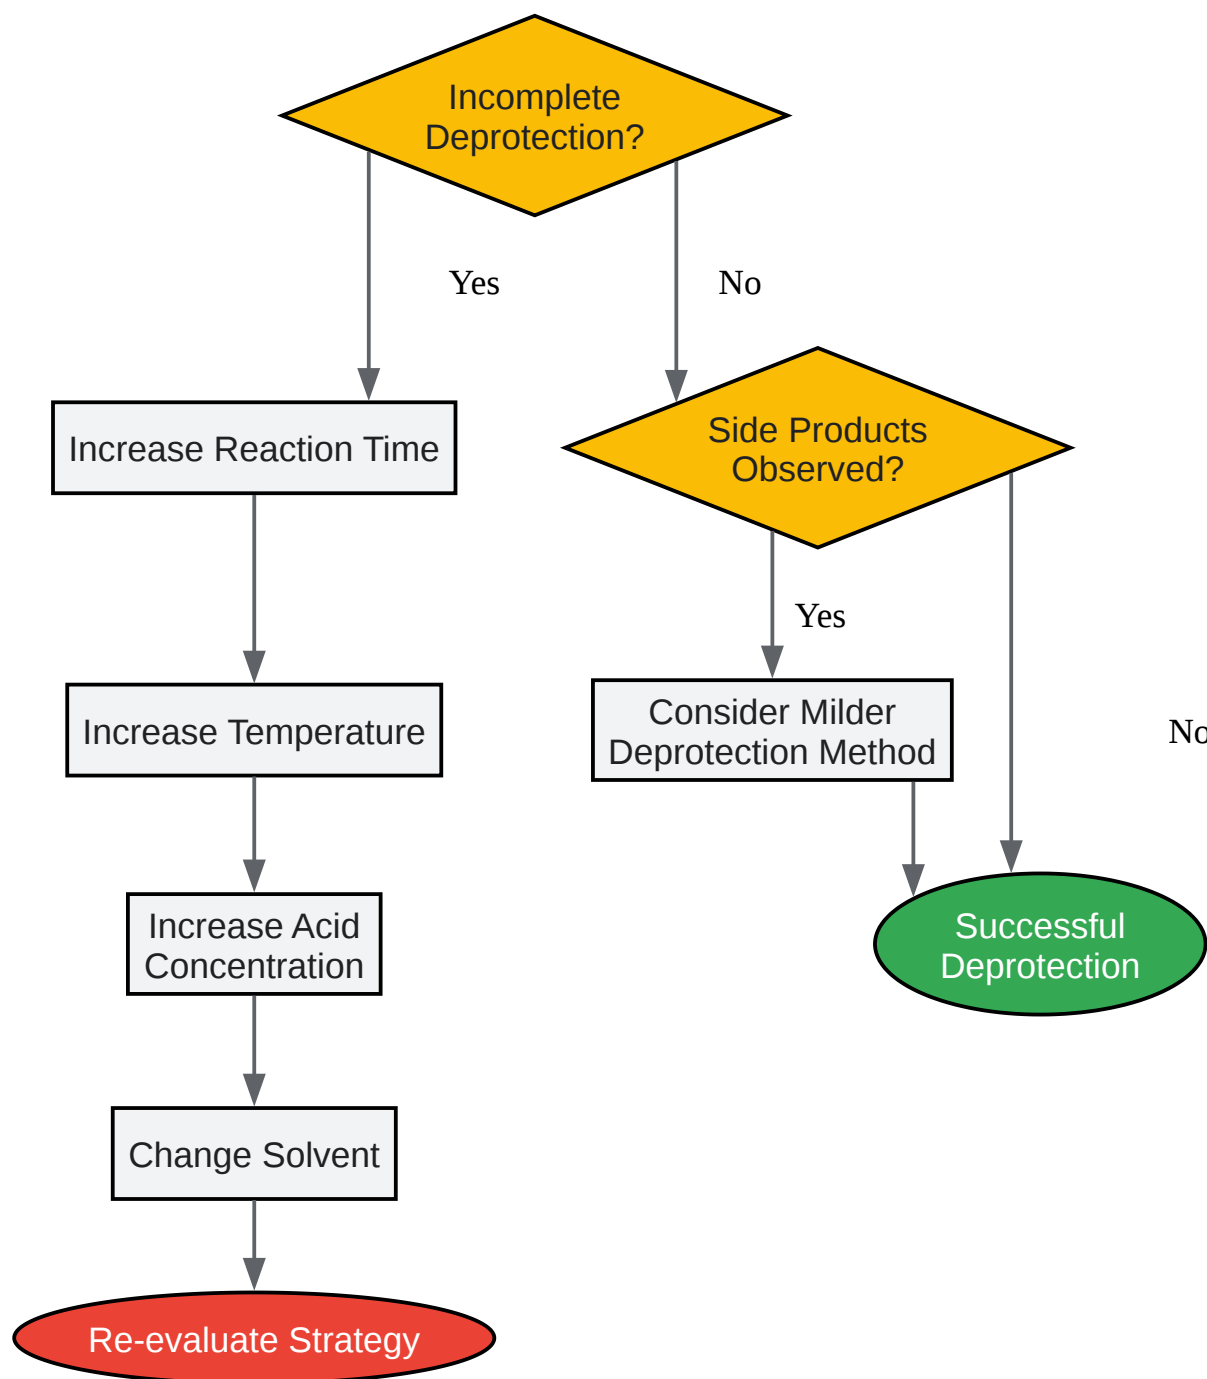 Incomplete
Deprotection?
Yes
No
Increase Reaction Time
Side Products
Observed?
Yes
Increase Temperature
Consider Milder
Deprotection Method
No
Increase Acid
Concentration
Successful
Deprotection
Change Solvent
Re-evaluate Strategy